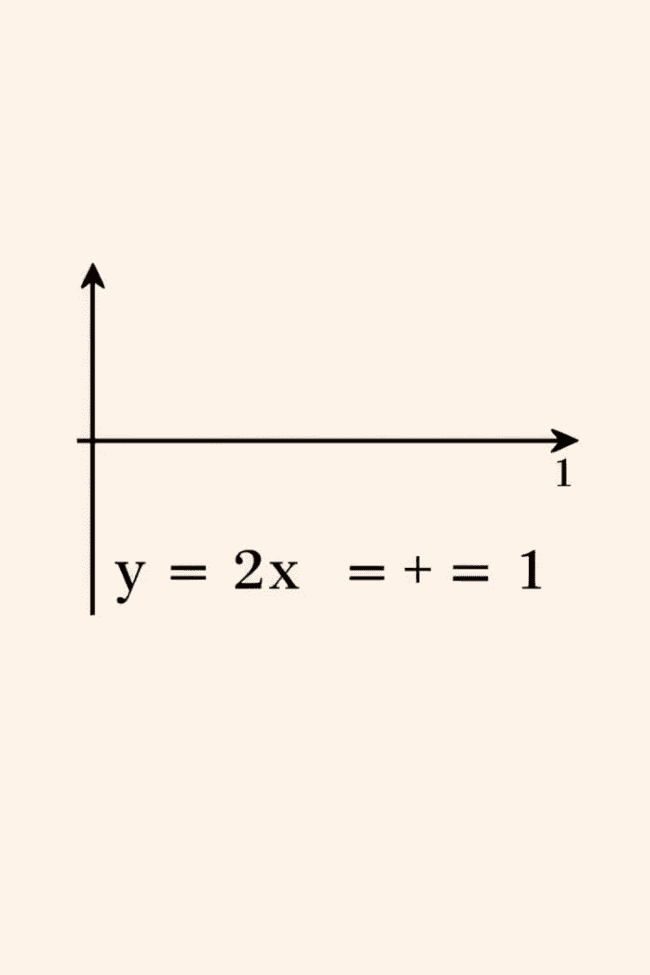 1
y = 2x = + = 1